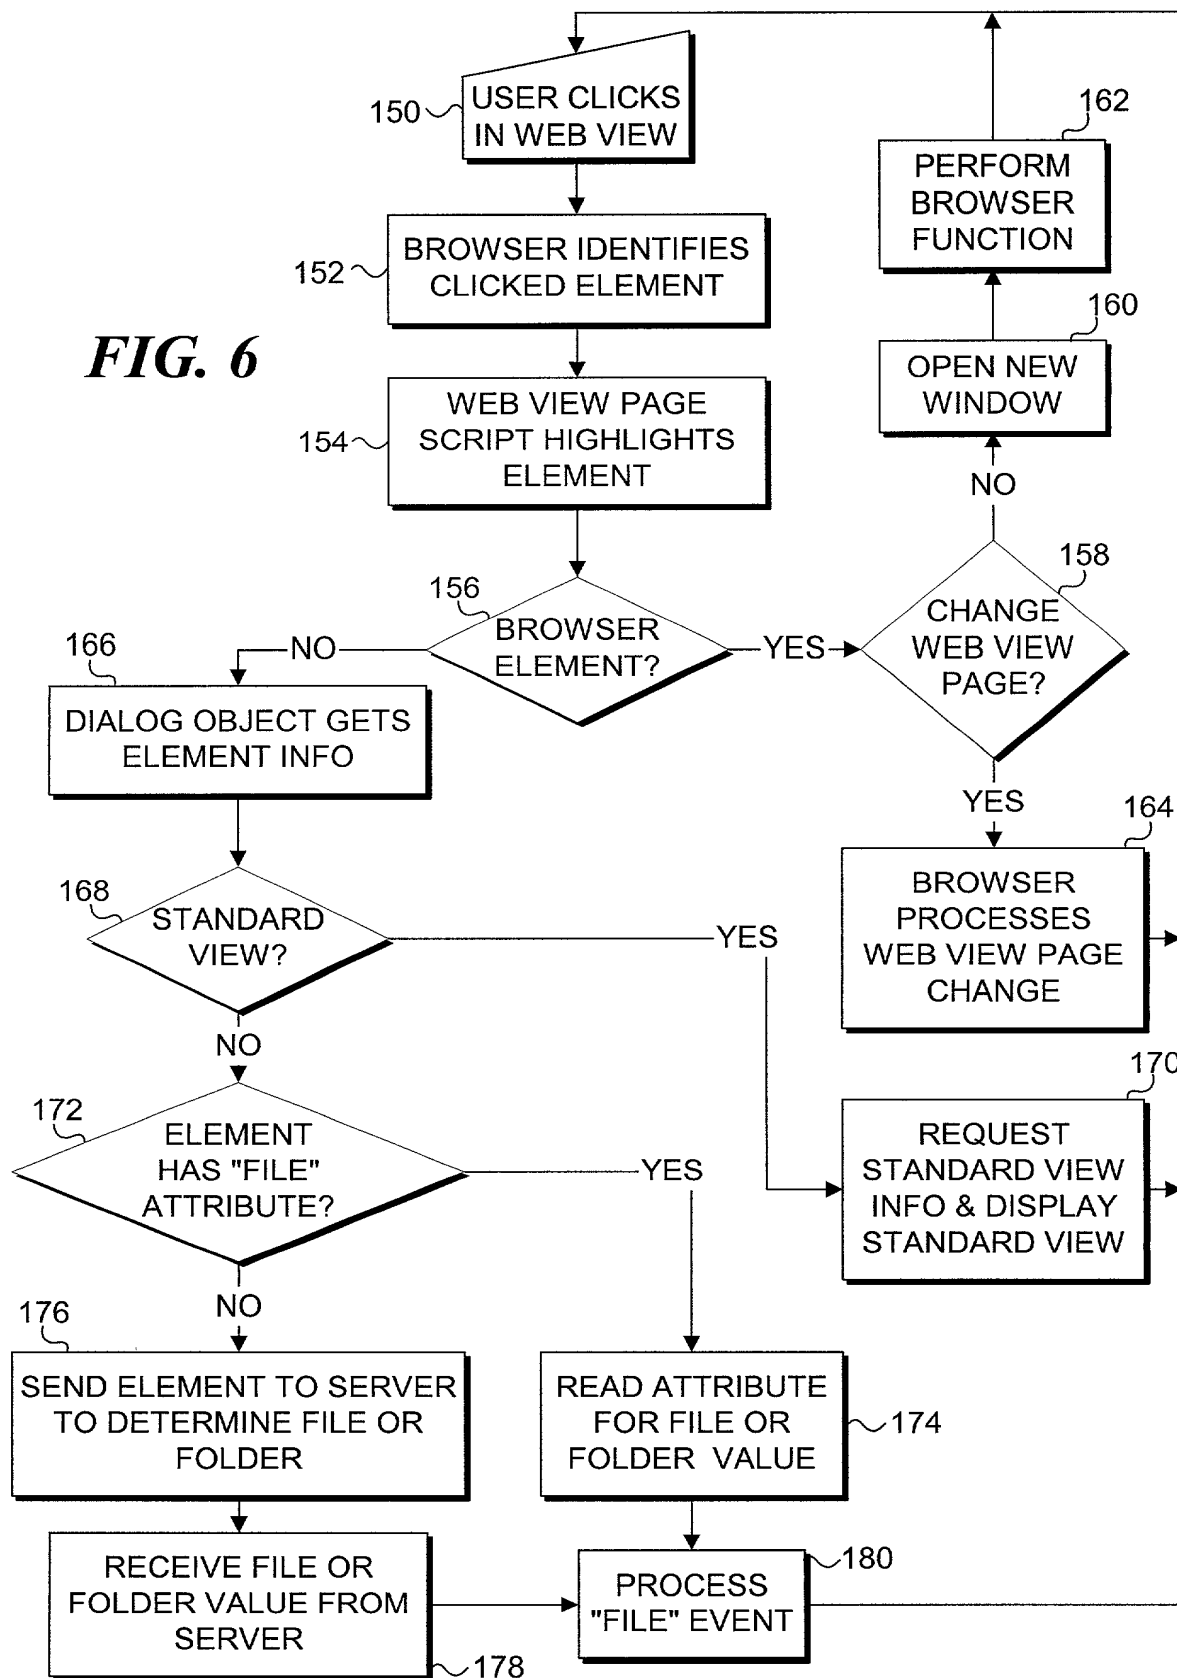 150
USER CLICKS
IN WEB VIEW
162
PERFORM
BROWSER
FUNCTION
152
BROWSER IDENTIFIES
CLICKED ELEMENT
FIG. 6
160
OPEN NEW
WINDOW
154
WEB VIEW PAGE
SCRIPT HIGHLIGHTS
ELEMENT
NO
156
BROWSER
ELEMENT?
NO
YES
158
CHANGE
WEB VIEW
PAGE?
166
DIALOG OBJECT GETS
ELEMENT INFO
YES
164
BROWSER
PROCESSES
WEB VIEW PAGE
CHANGE
168
STANDARD
VIEW?
YES
NO
170
REQUEST
STANDARD VIEW
INFO & DISPLAY
STANDARD VIEW
172
ELEMENT
HAS "FILE"
ATTRIBUTE?
YES
NO
176
SEND ELEMENT TO SERVER
TO DETERMINE FILE OR
FOLDER
READ ATTRIBUTE
FOR FILE OR
FOLDER VALUE
174
RECEIVE FILE OR
FOLDER VALUE FROM
SERVER
178
PROCESS
"FILE" EVENT
180